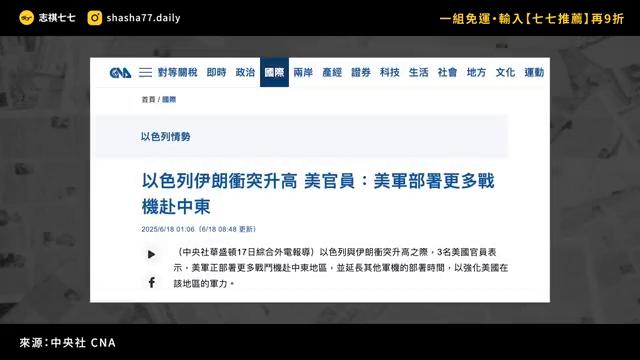 志祺七七 shasha77.daily 一組免運•輸入【七七推薦】再9折
CNA 對等關稅 即時 政治 國際 兩岸 產經 證券 科技 生活 社會 地方 文化 運動
首頁 / 國際
以色列情勢
以色列伊朗衝突升高 美官員：美軍部署更多戰
機赴中東
2025/6/18 01:06（6/18 08:48 更新）
（中央社華盛頓17日綜合外電報導）以色列與伊朗衝突升高之際，3名美國官員表
示，美軍正部署更多戰鬥機赴中東地區，並延長其他軍機的部署時間，以強化美國在
該地區的軍力。
來源：中央社 CNA